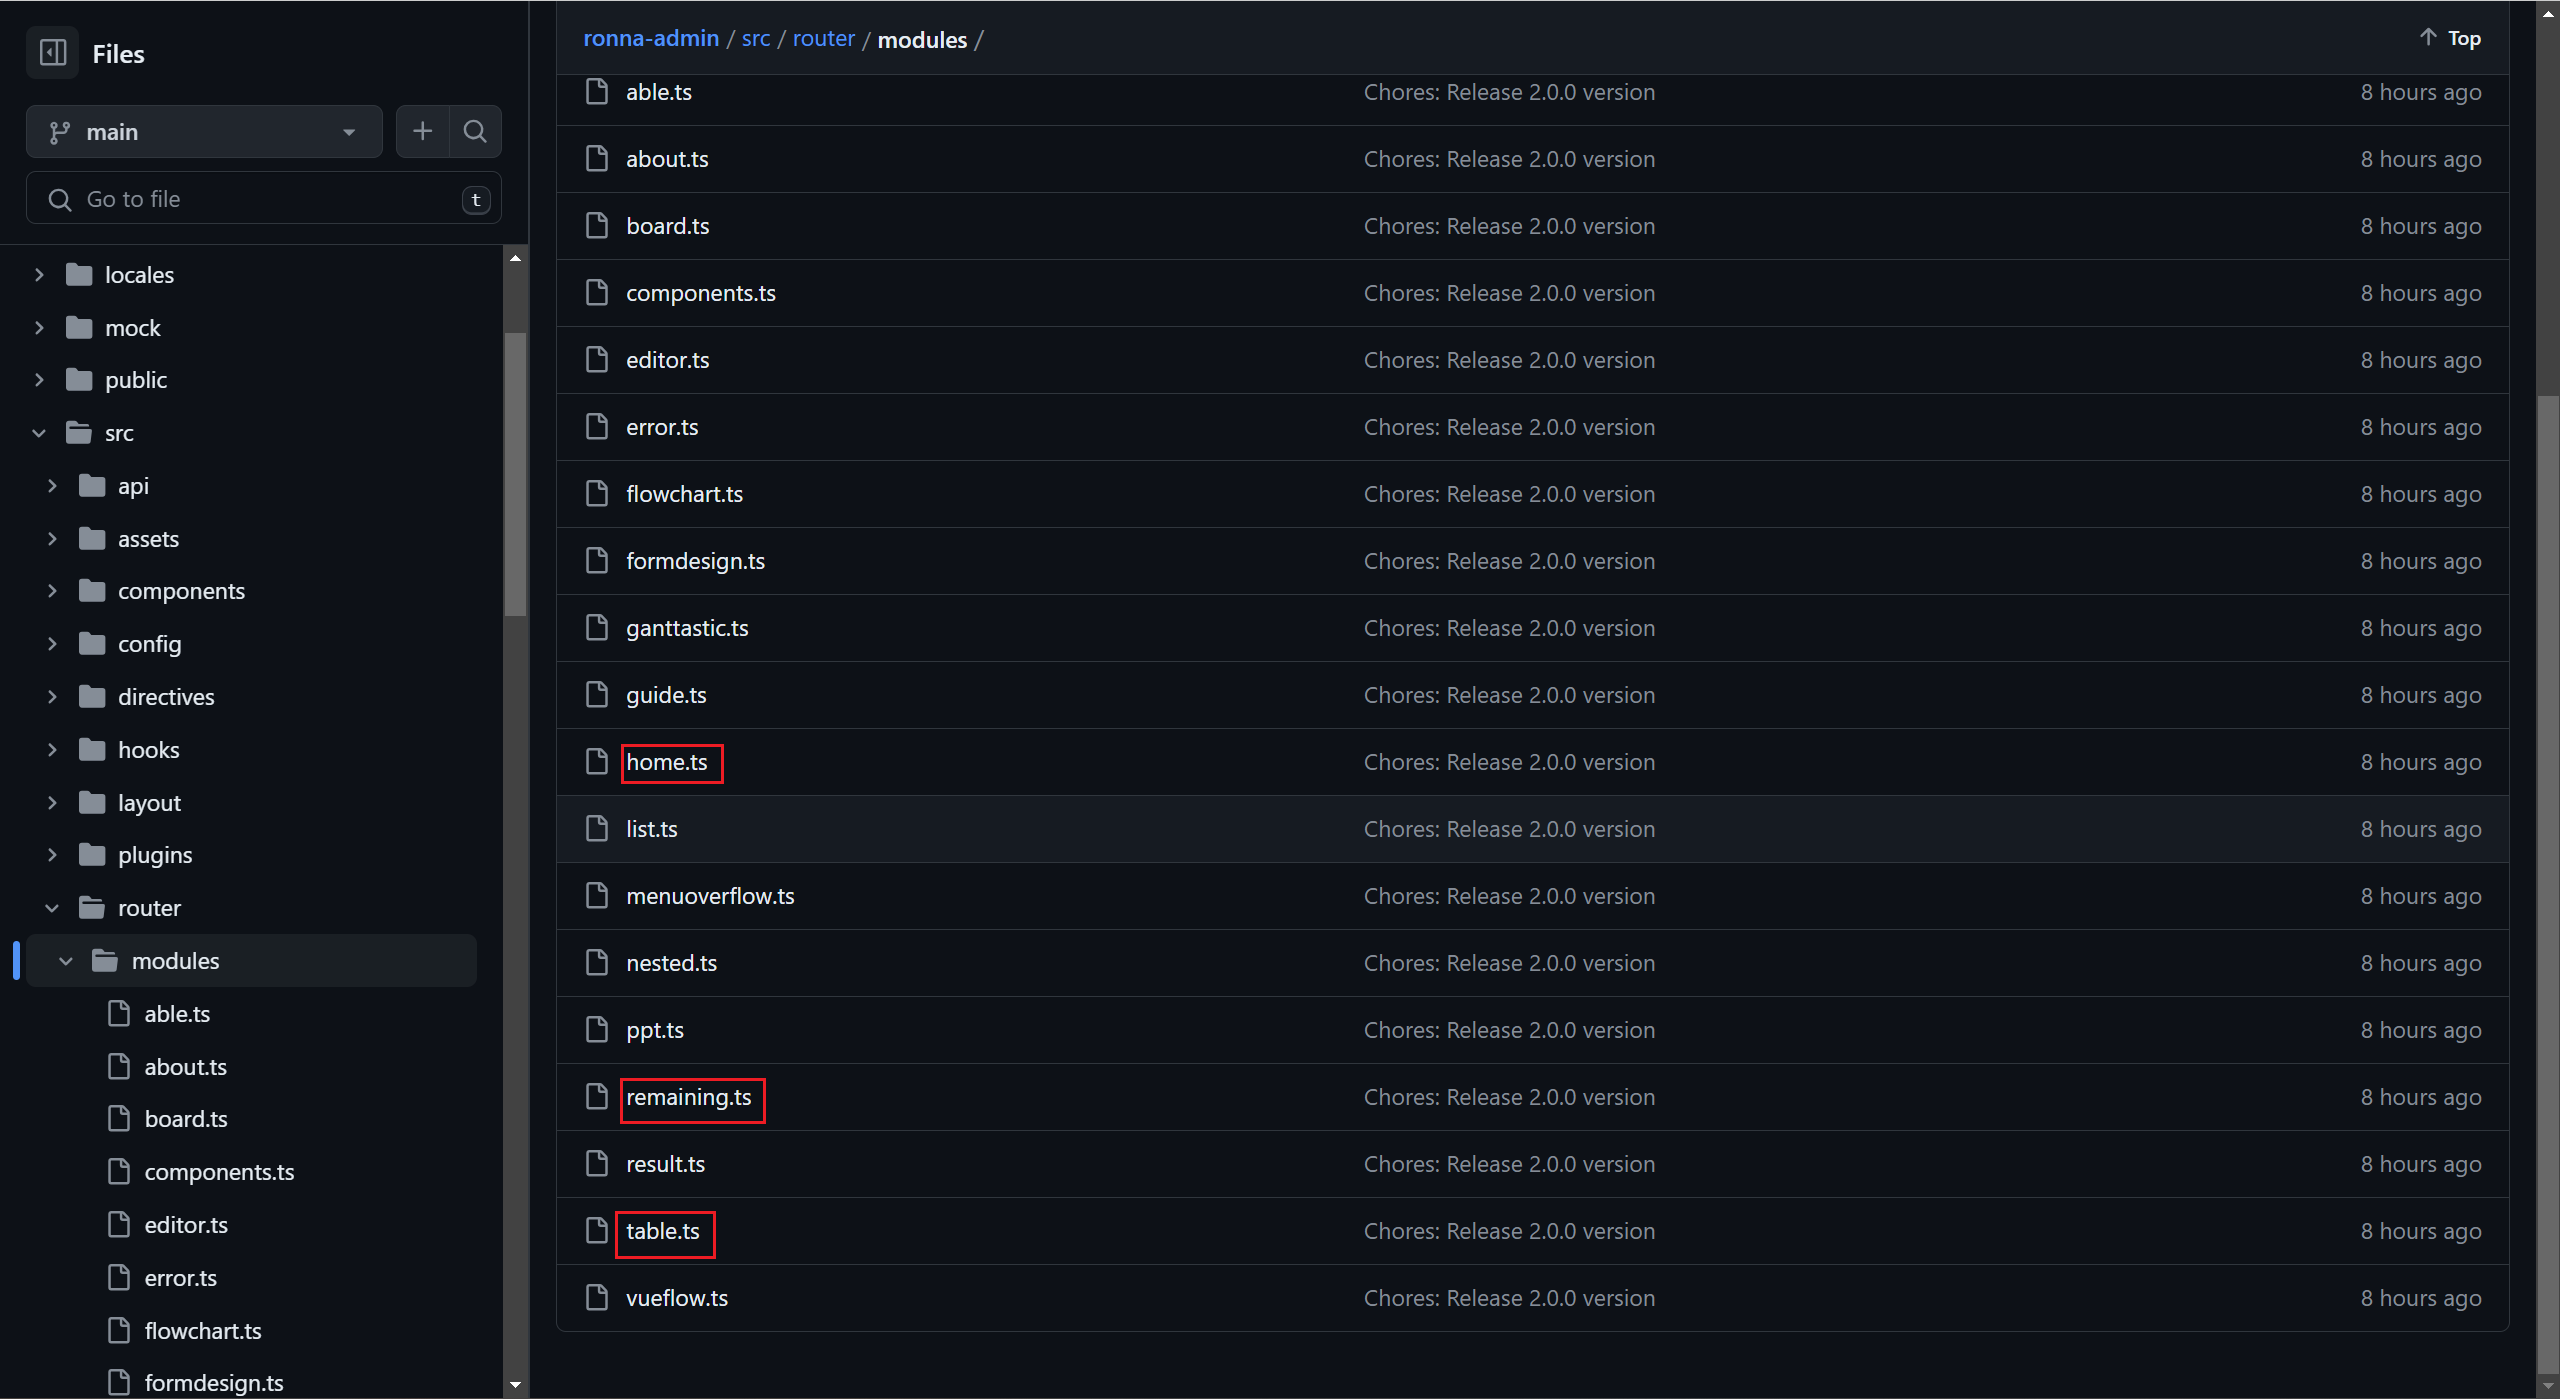 Files
main
Go to file
t
locales
mock
public
src
api
assets
components
config
directives
hooks
layout
plugins
router
modules
able.ts
about.ts
board.ts
components.ts
editor.ts
error.ts
flowchart.ts
formdesign.ts
ronna-admin / src / router / modules /
Top
able.ts Chores: Release 2.0.0 version 8 hours ago
about.ts Chores: Release 2.0.0 version 8 hours ago
board.ts Chores: Release 2.0.0 version 8 hours ago
components.ts Chores: Release 2.0.0 version 8 hours ago
editor.ts Chores: Release 2.0.0 version 8 hours ago
error.ts Chores: Release 2.0.0 version 8 hours ago
flowchart.ts Chores: Release 2.0.0 version 8 hours ago
formdesign.ts Chores: Release 2.0.0 version 8 hours ago
ganttastic.ts Chores: Release 2.0.0 version 8 hours ago
guide.ts Chores: Release 2.0.0 version 8 hours ago
home.ts Chores: Release 2.0.0 version 8 hours ago
list.ts Chores: Release 2.0.0 version 8 hours ago
menuoverflow.ts Chores: Release 2.0.0 version 8 hours ago
nested.ts Chores: Release 2.0.0 version 8 hours ago
ppt.ts Chores: Release 2.0.0 version 8 hours ago
remaining.ts Chores: Release 2.0.0 version 8 hours ago
result.ts Chores: Release 2.0.0 version 8 hours ago
table.ts Chores: Release 2.0.0 version 8 hours ago
vueflow.ts Chores: Release 2.0.0 version 8 hours ago